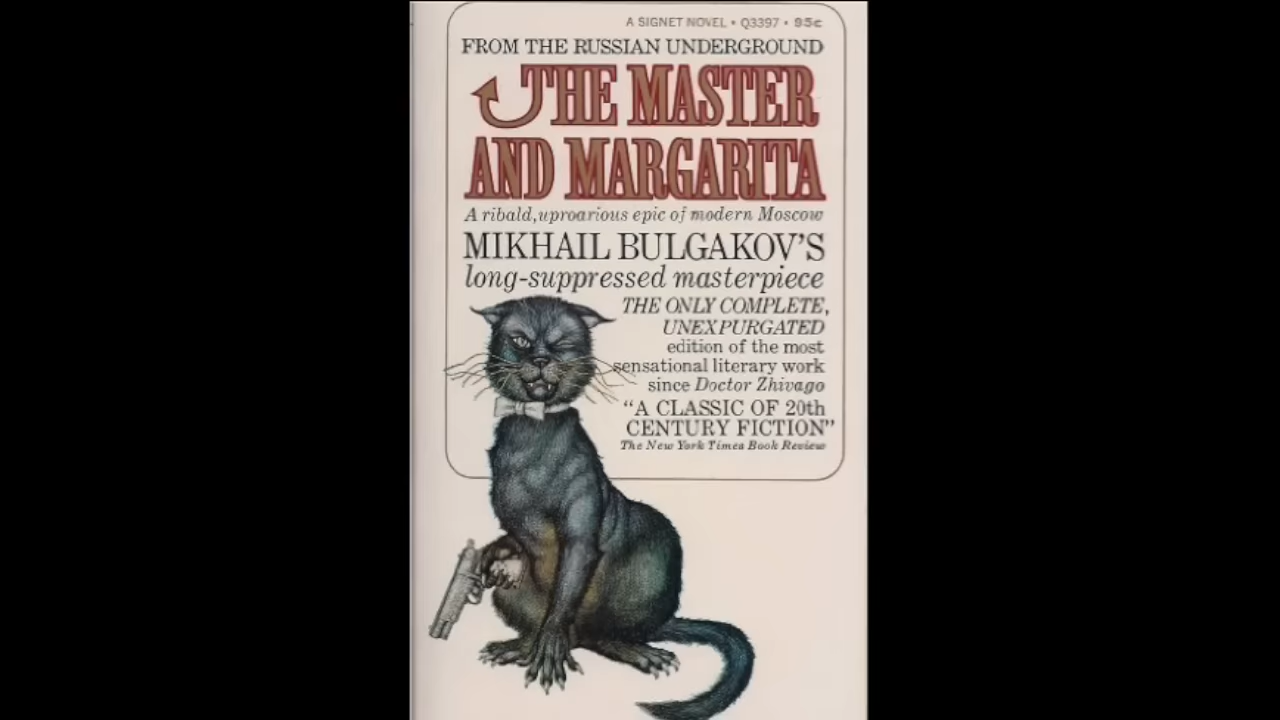 A SIGNET NOVEL • Q3397 • 95c
FROM THE RUSSIAN UNDERGROUND
THE MASTER
AND MARGARITA
A ribald, uproarious epic of modern Moscow
MIKHAIL BULGAKOV'S
long-suppressed masterpiece
THE ONLY COMPLETE,
UNEXPURGATED
edition of the most
sensational literary work
since Doctor Zhivago
“A CLASSIC OF 20th
CENTURY FICTION”
The New York Times Book Review